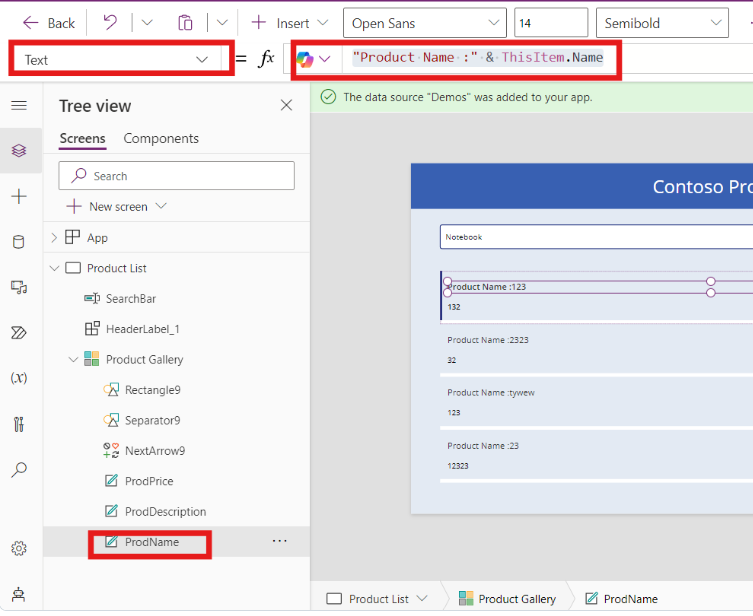 Back
Insert
Open Sans
14
Semibold
Text
= fx
"Product Name :" & ThisItem.Name
Tree view
The data source "Demos" was added to your app.
Screens
Components
Search
New screen
App
Product List
SearchBar
HeaderLabel_1
Product Gallery
Rectangle9
Separator9
NextArrow9
ProdPrice
ProdDescription
ProdName
...
Contoso Pro
Notebook
Product Name :123
132
Product Name :2323
32
Product Name :tywew
123
Product Name :23
12323
Product List
Product Gallery
ProdName